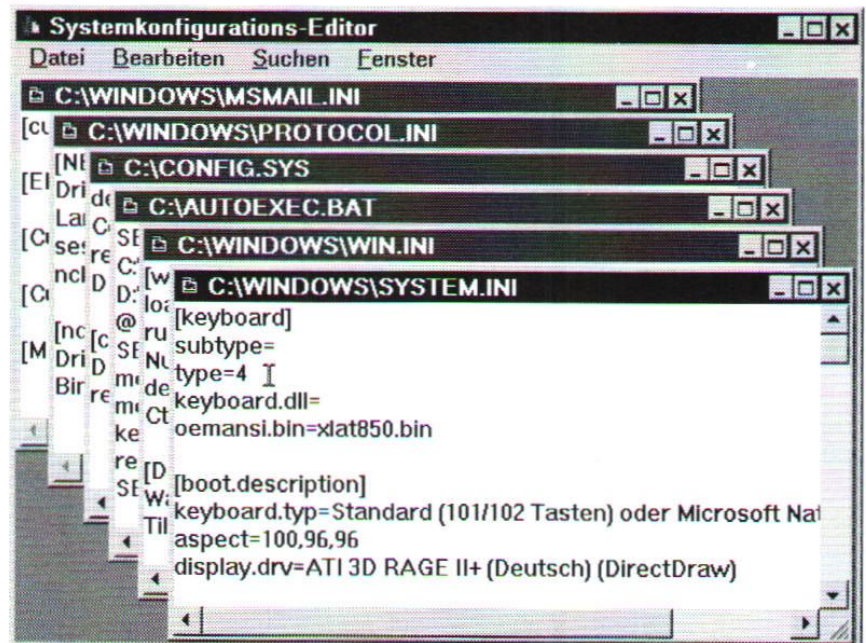 Systemkonfigurations-Editor
Datei Bearbeiten Suchen Fenster
C:\WINDOWS\MSMAIL.INI
C:\WINDOWS\PROTOCOL.INI
C:\CONFIG.SYS
C:\AUTOEXEC.BAT
C:\WINDOWS\WIN.INI
C:\WINDOWS\SYSTEM.INI
[keyboard]
subtype=
type=4
keyboard.dll=
oemansi.bin=xlat850.bin
[boot.description]
keyboard.typ=Standard (101/102 Tasten) oder Microsoft Nat
aspect=100,96,96
display.drv=ATI 3D RAGE II+ (Deutsch) (DirectDraw)